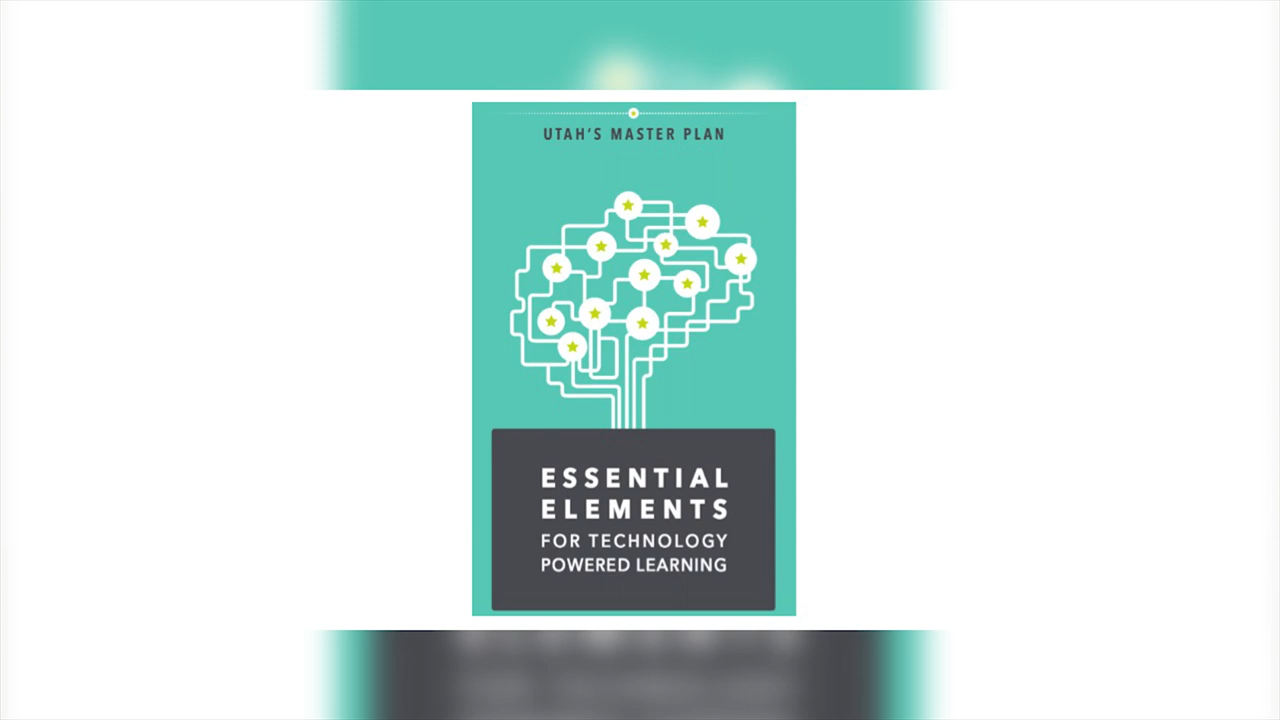 UTAH'S MASTER PLAN
ESSENTIAL
ELEMENTS
FOR TECHNOLOGY
POWERED LEARNING